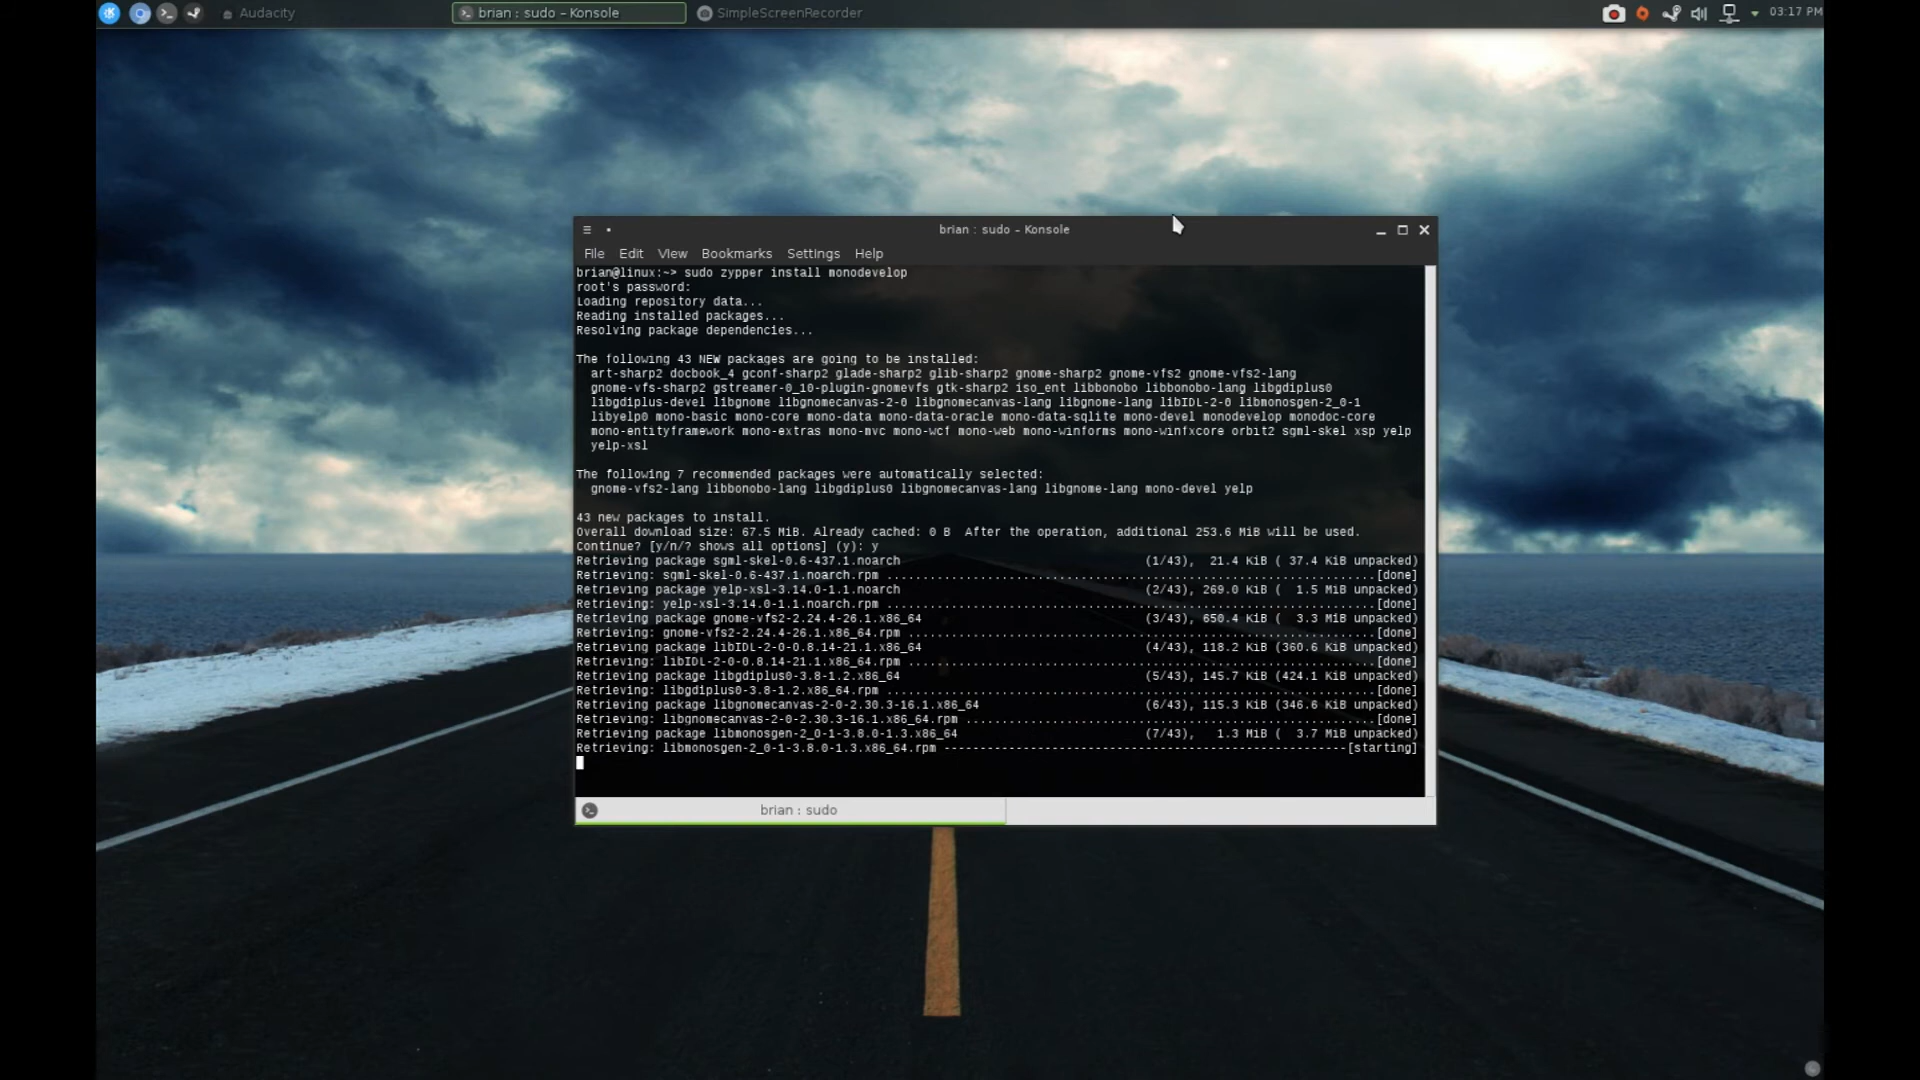 Audacity
brian : sudo – Konsole
SimpleScreenRecorder
03:17 PM
brian : sudo – Konsole
File Edit View Bookmarks Settings Help
brian@linux:~> sudo zypper install monodevelop
root's password:
Loading repository data...
Reading installed packages...
Resolving package dependencies...
The following 43 NEW packages are going to be installed:
art-sharp2 docbook_4 gconf-sharp2 glade-sharp2 glib-sharp2 gnome-sharp2 gnome-vfs2 gnome-vfs2-lang
gnome-vfs-sharp2 gstreamer-0_10-plugin-gnomevfs gtk-sharp2 iso_ent libbonobo libbonobo-lang libgdiplus0
libgdiplus-devel libgnome libgnomecanvas-2-0 libgnomecanvas-lang libgnome-lang libIDL-2-0 libmonosgen-2_0-1
libyelp0 mono-basic mono-core mono-data mono-data-oracle mono-data-sqlite mono-devel monodevelop monodoc-core
mono-entityframework mono-extras mono-mvc mono-wcf mono-web mono-winforms mono-winfxcore orbit2 sgml-skel xsp yelp
yelp-xsl
The following 7 recommended packages were automatically selected:
gnome-vfs2-lang libbonobo-lang libgdiplus0 libgnomecanvas-lang libgnome-lang mono-devel yelp
43 new packages to install.
Overall download size: 67.5 MiB. Already cached: 0 B  After the operation, additional 253.6 MiB will be used.
Continue? [y/n/? shows all options] (y): y
Retrieving package sgml-skel-0.6-437.1.noarch (1/43), 21.4 KiB ( 37.4 KiB unpacked)
Retrieving: sgml-skel-0.6-437.1.noarch.rpm ....................................................................[done]
Retrieving package yelp-xsl-3.14.0-1.1.noarch (2/43), 269.0 KiB ( 1.5 MiB unpacked)
Retrieving: yelp-xsl-3.14.0-1.1.noarch.rpm ....................................................................[done]
Retrieving package gnome-vfs2-2.24.4-26.1.x86_64 (3/43), 650.4 KiB ( 3.3 MiB unpacked)
Retrieving: gnome-vfs2-2.24.4-26.1.x86_64.rpm .................................................................[done]
Retrieving package libIDL-2-0-0.8.14-21.1.x86_64 (4/43), 118.2 KiB (360.6 KiB unpacked)
Retrieving: libIDL-2-0-0.8.14-21.1.x86_64.rpm .................................................................[done]
Retrieving package libgdiplus0-3.8-1.2.x86_64 (5/43), 145.7 KiB (424.1 KiB unpacked)
Retrieving: libgdiplus0-3.8-1.2.x86_64.rpm ....................................................................[done]
Retrieving package libgnomecanvas-2-0-2.30.3-16.1.x86_64 (6/43), 115.3 KiB (346.6 KiB unpacked)
Retrieving: libgnomecanvas-2-0-2.30.3-16.1.x86_64.rpm .........................................................[done]
Retrieving package libmonosgen-2_0-1-3.8.0-1.3.x86_64 (7/43), 1.3 MiB ( 3.7 MiB unpacked)
Retrieving: libmonosgen-2_0-1-3.8.0-1.3.x86_64.rpm --------------------------------------------------------[starting]
brian : sudo